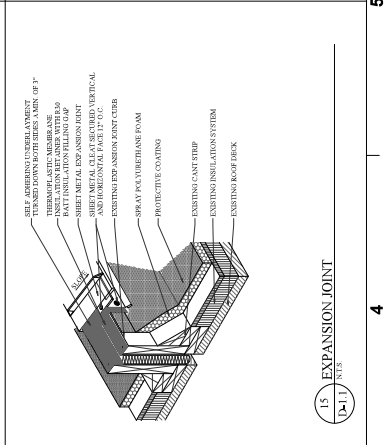 SELF ADHERING UNDERLAYMENT
TURNED DOWN BOTH SIDES A MIN. OF 3"
THERMOPLASTIC MEMBRANE
INSULATION RETAINER WITH R30
BATT INSULATION FILLING GAP
SHEET METAL EXPANSION JOINT
SHEET METAL CLEAT SECURED VERTICAL
AND HORIZONTAL FACE 12" O.C.
EXISTING EXPANSION JOINT CURB
SPRAY POLYURETHANE FOAM
PROTECTIVE COATING
EXISTING CANT STRIP
EXISTING INSULATION SYSTEM
EXISTING ROOF DECK
SLOPE
15
D-1.1
EXPANSION JOINT
N.T.S.
4
5